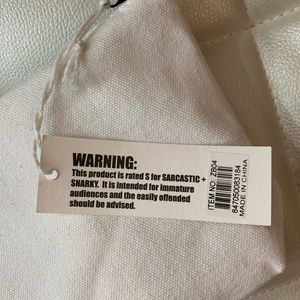 WARNING:
This product is rated S for SARCASTIC +
SNARKY. It is intended for immature
audiences and the easily offended
should be advised.
ITEM NO. Z804
847050083184
MADE IN CHINA